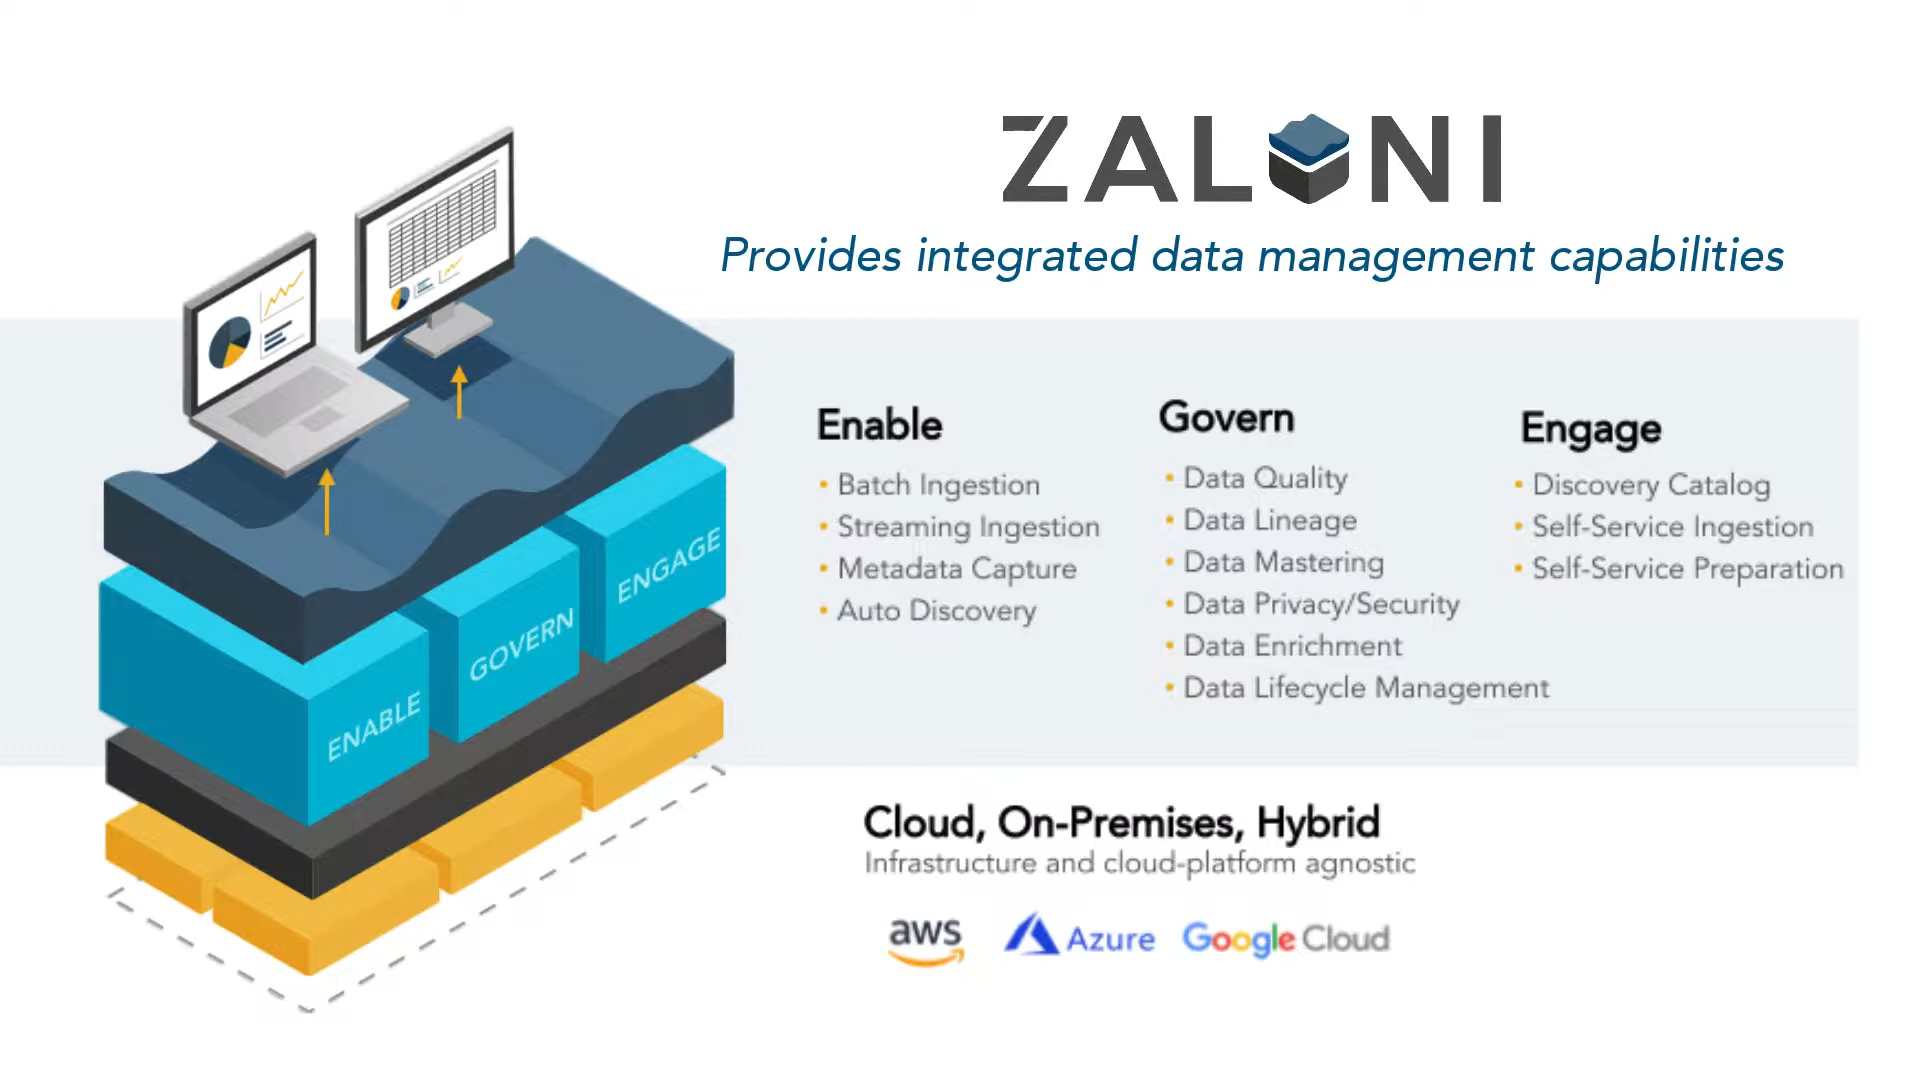 ZALONI
Provides integrated data management capabilities
Enable
• Batch Ingestion
• Streaming Ingestion
• Metadata Capture
• Auto Discovery
Govern
• Data Quality
• Data Lineage
• Data Mastering
• Data Privacy/Security
• Data Enrichment
• Data Lifecycle Management
Engage
• Discovery Catalog
• Self-Service Ingestion
• Self-Service Preparation
ENABLE
GOVERN
ENGAGE
Cloud, On-Premises, Hybrid
Infrastructure and cloud-platform agnostic
aws
Azure
Google Cloud